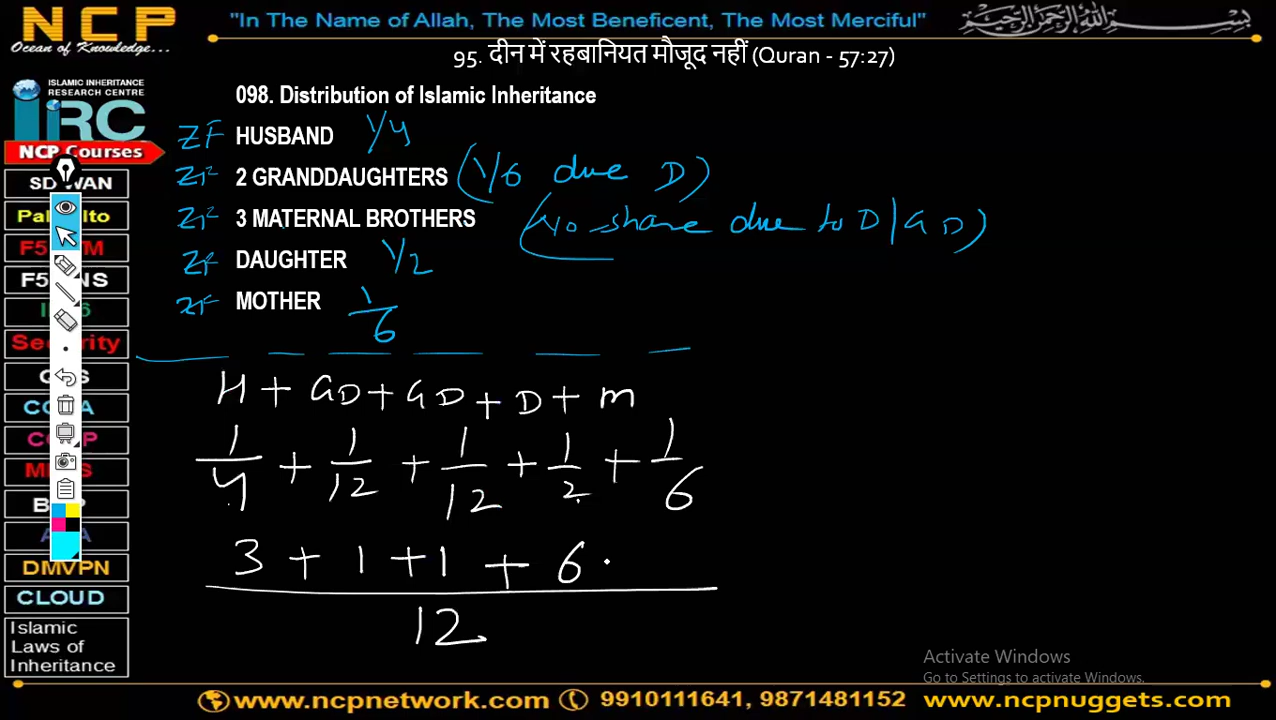 NCP
Ocean of Knowledge...
"In The Name of Allah, The Most Beneficent, The Most Merciful"
بِسْمِ اللهِ الرَّحْمٰنِ الرَّحِيْمِ
95. दीन में रहबानियत मौजूद नहीं (Quran - 57:27)
ISLAMIC INHERITANCE
RESEARCH CENTRE
IRC
NCP Courses
098. Distribution of Islamic Inheritance
ZF HUSBAND 1/4
2 GRANDDAUGHTERS (1/6 due D)
3 MATERNAL BROTHERS (No share due to D/GD)
ZF DAUGHTER 1/2
ZF MOTHER 1/6
H + GD + GD + D + m
1/4 + 1/12 + 1/12 + 1/2 + 1/6
3 + 1 + 1 + 6
12
DMVPN
CLOUD
Islamic
Laws of
Inheritance
Activate Windows
Go to Settings to activate Windows.
www.ncpnetwork.com 9910111641, 9871481152 www.ncpnuggets.com